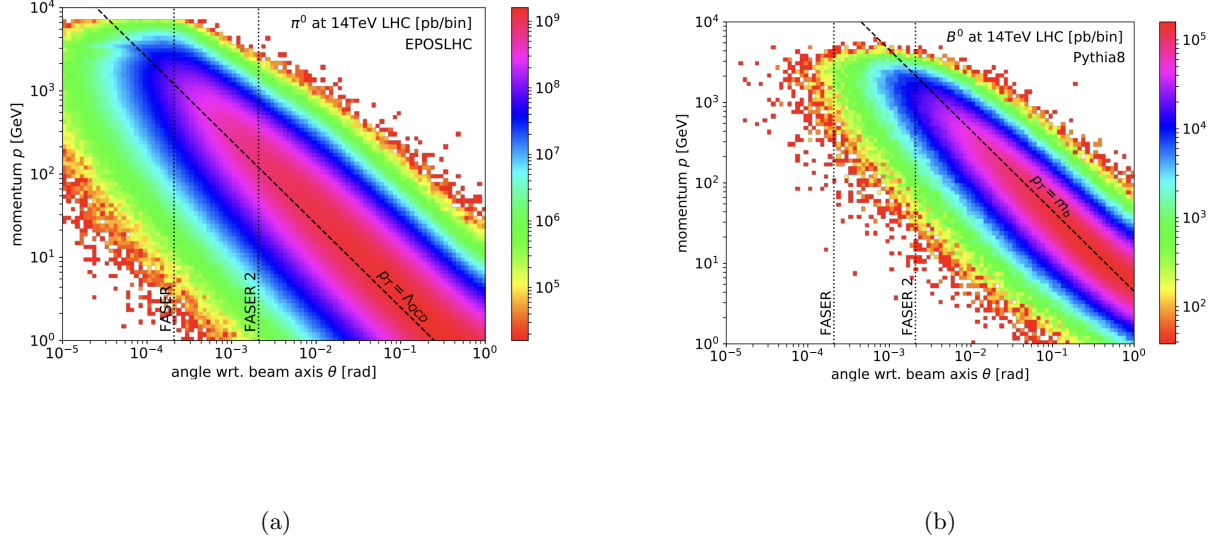 π⁰ at 14TeV LHC [pb/bin]
EPOSLHC
momentum p [GeV]
10⁴
10³
10²
10¹
10⁰
FASER
FASER 2
p_T = Λ_QCD
10⁻⁵
10⁻⁴
10⁻³
10⁻²
10⁻¹
10⁰
angle wrt. beam axis θ [rad]
10⁹
10⁸
10⁷
10⁶
10⁵
(a)
B⁰ at 14TeV LHC [pb/bin]
Pythia8
momentum p [GeV]
10⁴
10³
10²
10¹
10⁰
FASER
FASER 2
p_T = m_b
10⁻⁵
10⁻⁴
10⁻³
10⁻²
10⁻¹
10⁰
angle wrt. beam axis θ [rad]
10⁵
10⁴
10³
10²
(b)